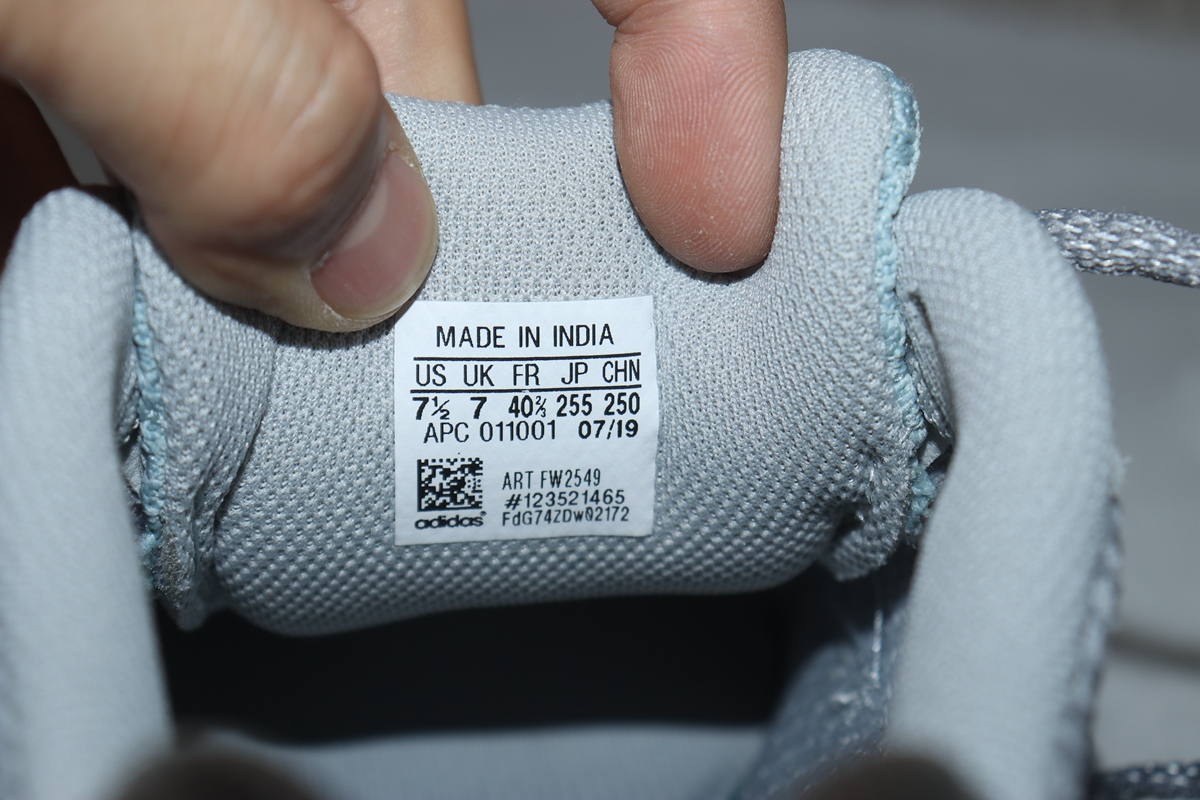 MADE IN INDIA
US UK FR JP CHN
7½ 7 40⅔ 255 250
APC 011001 07/19
ART FW2549
#123521465
adidas FdG74ZDw02172